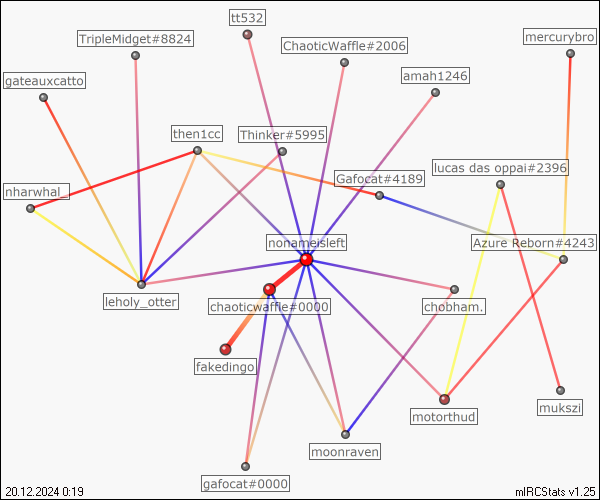 tt532
TripleMidget#8824
mercurybro
ChaoticWaffle#2006
amah1246
gateauxcatto
then1cc
Thinker#5995
lucas das oppai#2396
Gafocat#4189
nharwhal_
nonameisleft
Azure Reborn#4243
leholy_otter
chaoticwaffle#0000
chobham.
fakedingo
mukszi
motorthud
moonraven
gafocat#0000
20.12.2024 0:19
mIRCStats v1.25